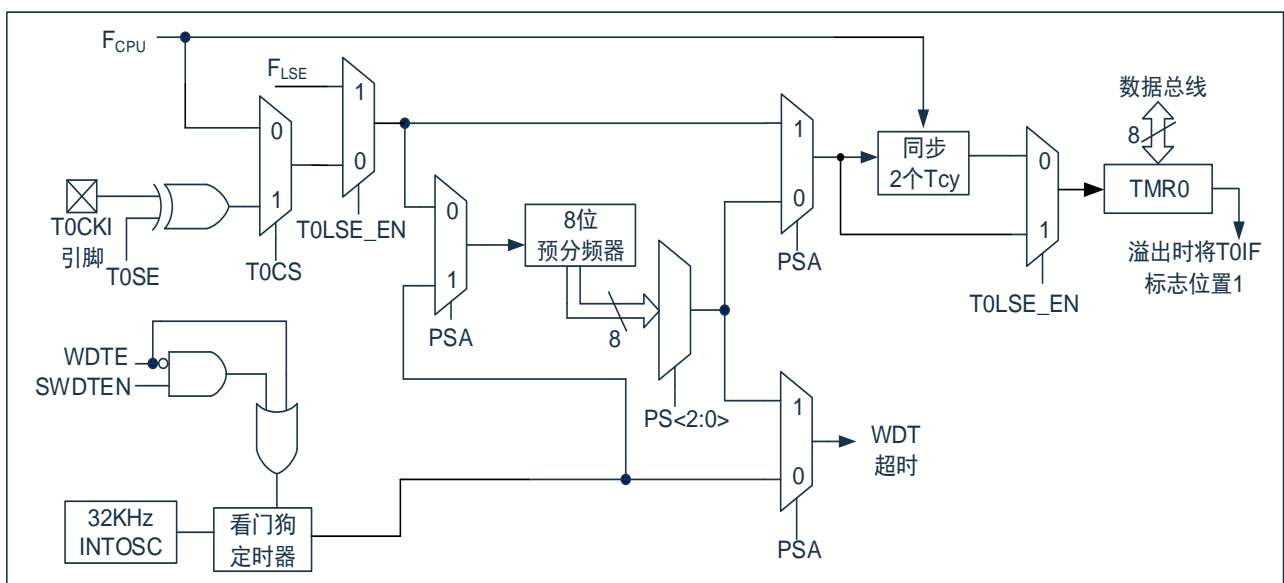 FCPU
FLSE
1
0
T0LSE_EN
0
1
T0CS
T0CKI
引脚
T0SE
0
1
PSA
8位
预分频器
8
PS<2:0>
1
0
PSA
同步
2个Tcy
0
1
T0LSE_EN
数据总线
8
TMR0
溢出时将T0IF
标志位置1
WDTE
SWDTEN
32KHz
INTOSC
看门狗
定时器
1
0
PSA
WDT
超时